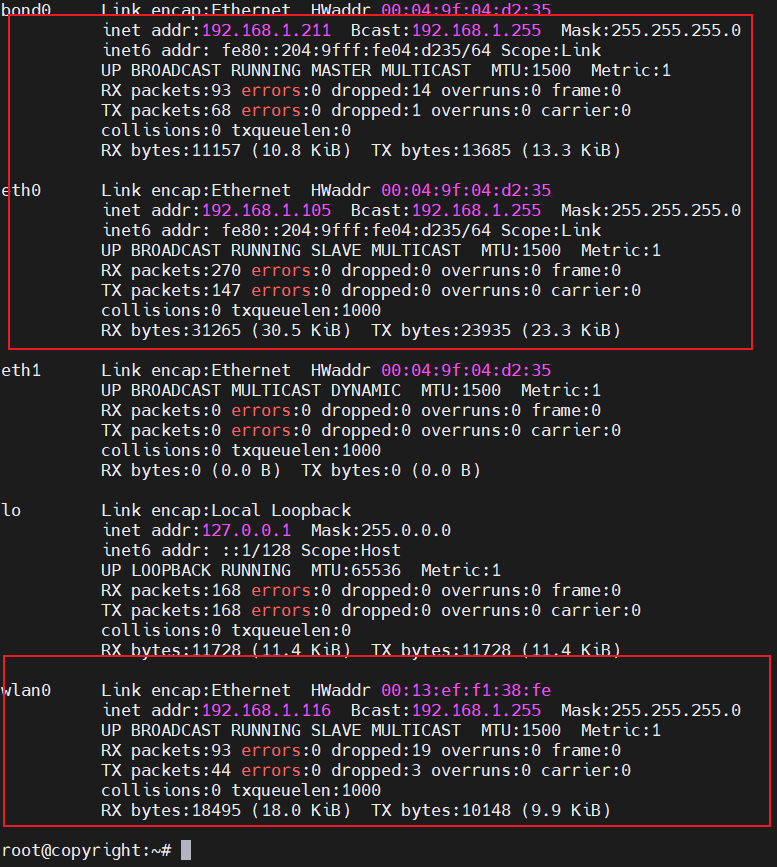 bond0     Link encap:Ethernet  HWaddr 00:04:9f:04:d2:35
          inet addr:192.168.1.211  Bcast:192.168.1.255  Mask:255.255.255.0
          inet6 addr: fe80::204:9fff:fe04:d235/64 Scope:Link
          UP BROADCAST RUNNING MASTER MULTICAST  MTU:1500  Metric:1
          RX packets:93 errors:0 dropped:14 overruns:0 frame:0
          TX packets:68 errors:0 dropped:1 overruns:0 carrier:0
          collisions:0 txqueuelen:0
          RX bytes:11157 (10.8 KiB)  TX bytes:13685 (13.3 KiB)

eth0      Link encap:Ethernet  HWaddr 00:04:9f:04:d2:35
          inet addr:192.168.1.105  Bcast:192.168.1.255  Mask:255.255.255.0
          inet6 addr: fe80::204:9fff:fe04:d235/64 Scope:Link
          UP BROADCAST RUNNING SLAVE MULTICAST  MTU:1500  Metric:1
          RX packets:270 errors:0 dropped:0 overruns:0 frame:0
          TX packets:147 errors:0 dropped:0 overruns:0 carrier:0
          collisions:0 txqueuelen:1000
          RX bytes:31265 (30.5 KiB)  TX bytes:23935 (23.3 KiB)

eth1      Link encap:Ethernet  HWaddr 00:04:9f:04:d2:35
          UP BROADCAST MULTICAST DYNAMIC  MTU:1500  Metric:1
          RX packets:0 errors:0 dropped:0 overruns:0 frame:0
          TX packets:0 errors:0 dropped:0 overruns:0 carrier:0
          collisions:0 txqueuelen:1000
          RX bytes:0 (0.0 B)  TX bytes:0 (0.0 B)

lo        Link encap:Local Loopback
          inet addr:127.0.0.1  Mask:255.0.0.0
          inet6 addr: ::1/128 Scope:Host
          UP LOOPBACK RUNNING  MTU:65536  Metric:1
          RX packets:168 errors:0 dropped:0 overruns:0 frame:0
          TX packets:168 errors:0 dropped:0 overruns:0 carrier:0
          collisions:0 txqueuelen:0
          RX bytes:11728 (11.4 KiB)  TX bytes:11728 (11.4 KiB)

wlan0     Link encap:Ethernet  HWaddr 00:13:ef:f1:38:fe
          inet addr:192.168.1.116  Bcast:192.168.1.255  Mask:255.255.255.0
          UP BROADCAST RUNNING SLAVE MULTICAST  MTU:1500  Metric:1
          RX packets:93 errors:0 dropped:19 overruns:0 frame:0
          TX packets:44 errors:0 dropped:3 overruns:0 carrier:0
          collisions:0 txqueuelen:1000
          RX bytes:18495 (18.0 KiB)  TX bytes:10148 (9.9 KiB)

root@copyright:~#